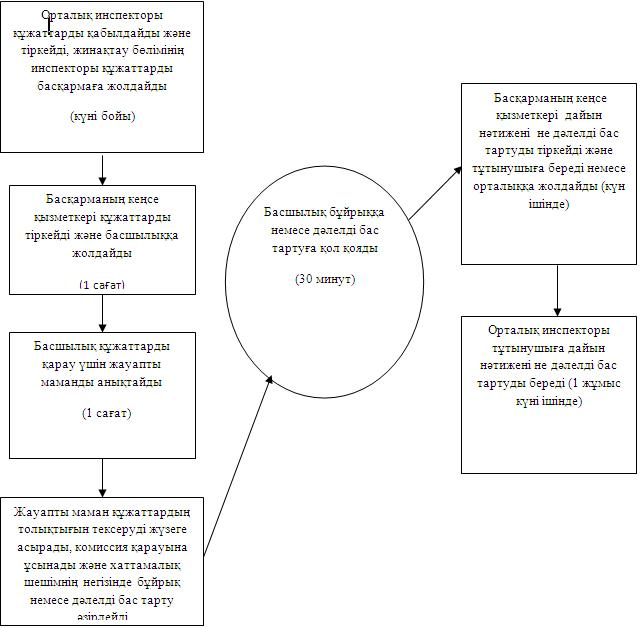 Орталық инспекторы
құжаттарды қабылдайды және
тіркейді, жинақтау бөлімінің
инспекторы құжаттарды
басқармаға жолдайды
(күні бойы)
Басқарманың кеңсе
қызметкері құжаттарды
тіркейді және басшылыққа
жолдайды
(1 сағат)
Басшылық құжаттарды
қарау үшін жауапты
маманды анықтайды
(1 сағат)
Жауапты маман құжаттардың
толықтығын тексеруді жүзеге
асырады, комиссия қарауына
ұсынады және хаттамалық
шешімнің негізінде бұйрық
немесе дәлелді бас тарту
әзірлейді
Басшылық бұйрыққа
немесе дәлелді бас
тартуға қол қояды
(30 минут)
Басқарманың кеңсе
қызметкері дайын
нәтижені не дәлелді бас
тартуды тіркейді және
тұтынушыға береді немесе
орталыққа жолдайды (күн
ішінде)
Орталық инспекторы
тұтынушыға дайын
нәтижені не дәлелді бас
тартуды береді (1 жұмыс
күні ішінде)